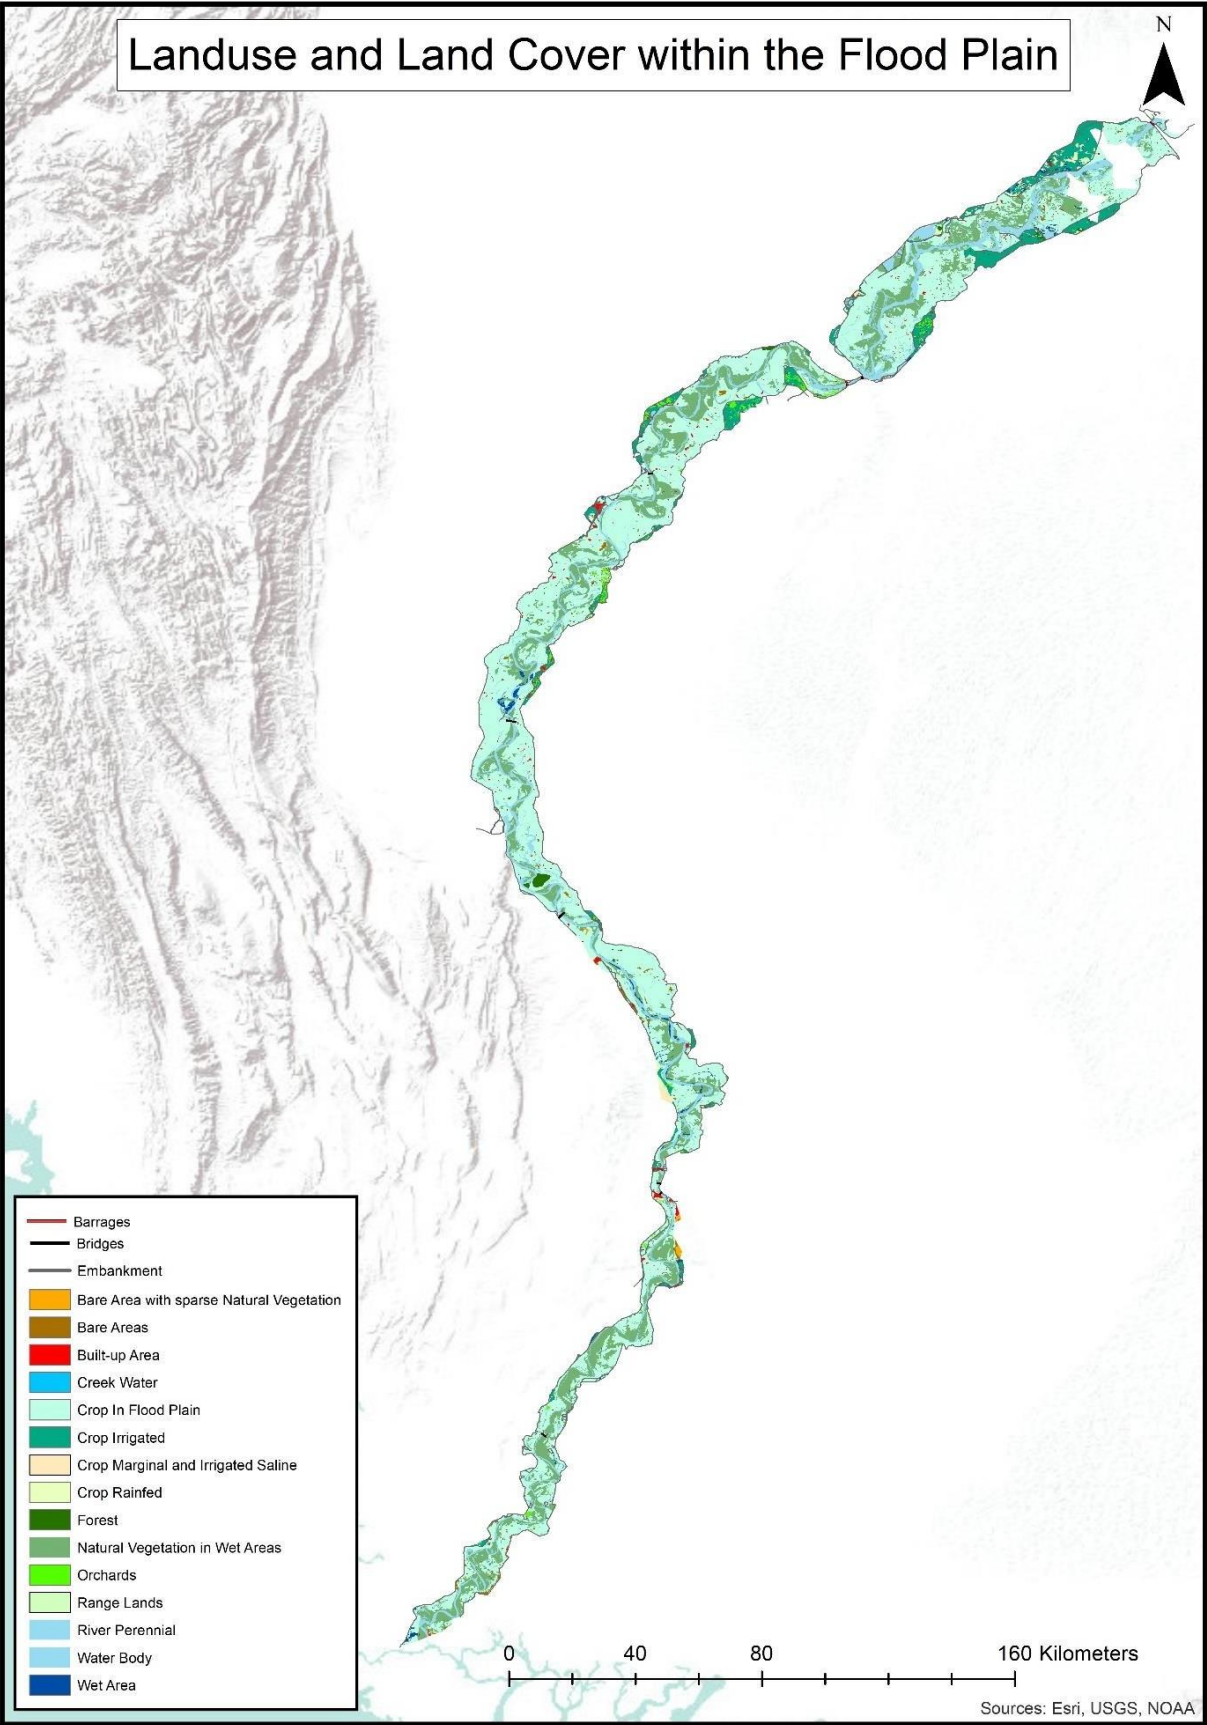 Landuse and Land Cover within the Flood Plain
N
Barrages
Bridges
Embankment
Bare Area with sparse Natural Vegetation
Bare Areas
Built-up Area
Creek Water
Crop In Flood Plain
Crop Irrigated
Crop Marginal and Irrigated Saline
Crop Rainfed
Forest
Natural Vegetation in Wet Areas
Orchards
Range Lands
River Perennial
Water Body
Wet Area
0 40 80 160 Kilometers
Sources: Esri, USGS, NOAA